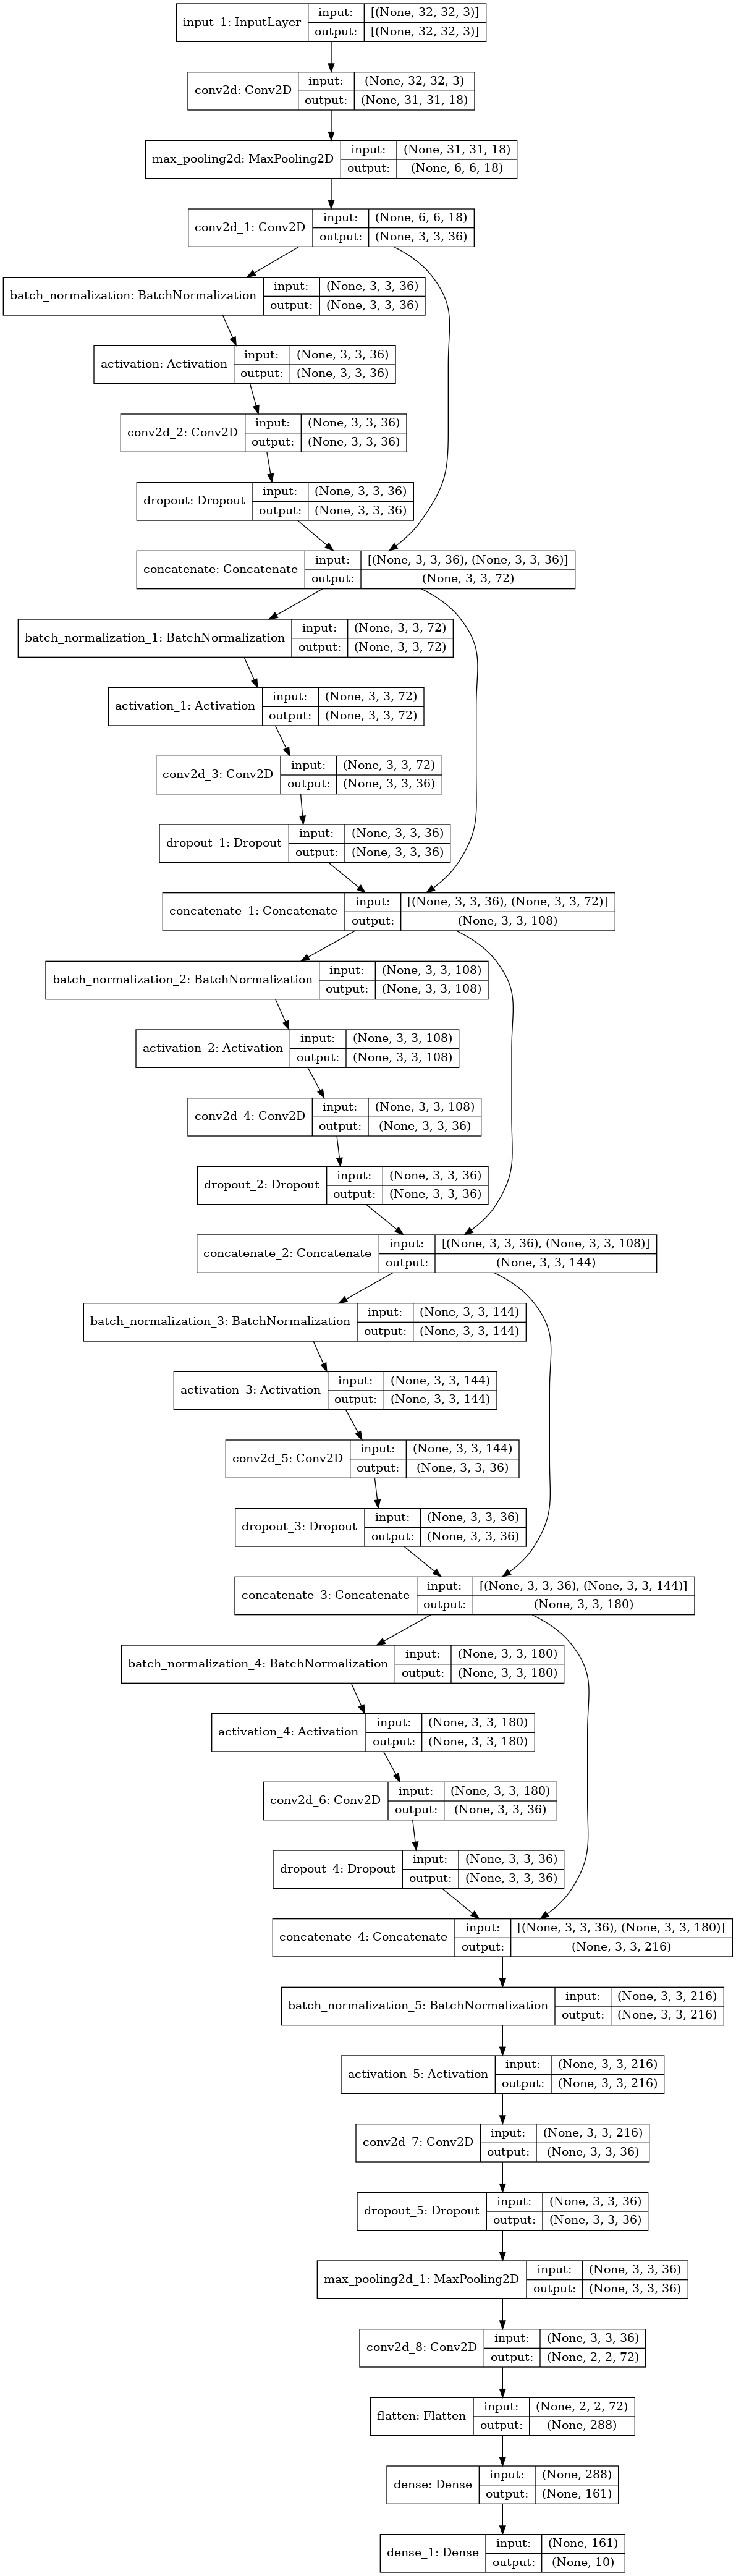 input_1: InputLayer
input: [(None, 32, 32, 3)]
output: [(None, 32, 32, 3)]
conv2d: Conv2D
input: (None, 32, 32, 3)
output: (None, 31, 31, 18)
max_pooling2d: MaxPooling2D
input: (None, 31, 31, 18)
output: (None, 6, 6, 18)
conv2d_1: Conv2D
input: (None, 6, 6, 18)
output: (None, 3, 3, 36)
batch_normalization: BatchNormalization
input: (None, 3, 3, 36)
output: (None, 3, 3, 36)
activation: Activation
input: (None, 3, 3, 36)
output: (None, 3, 3, 36)
conv2d_2: Conv2D
input: (None, 3, 3, 36)
output: (None, 3, 3, 36)
dropout: Dropout
input: (None, 3, 3, 36)
output: (None, 3, 3, 36)
concatenate: Concatenate
input: [(None, 3, 3, 36), (None, 3, 3, 36)]
output: (None, 3, 3, 72)
batch_normalization_1: BatchNormalization
input: (None, 3, 3, 72)
output: (None, 3, 3, 72)
activation_1: Activation
input: (None, 3, 3, 72)
output: (None, 3, 3, 72)
conv2d_3: Conv2D
input: (None, 3, 3, 72)
output: (None, 3, 3, 36)
dropout_1: Dropout
input: (None, 3, 3, 36)
output: (None, 3, 3, 36)
concatenate_1: Concatenate
input: [(None, 3, 3, 36), (None, 3, 3, 72)]
output: (None, 3, 3, 108)
batch_normalization_2: BatchNormalization
input: (None, 3, 3, 108)
output: (None, 3, 3, 108)
activation_2: Activation
input: (None, 3, 3, 108)
output: (None, 3, 3, 108)
conv2d_4: Conv2D
input: (None, 3, 3, 108)
output: (None, 3, 3, 36)
dropout_2: Dropout
input: (None, 3, 3, 36)
output: (None, 3, 3, 36)
concatenate_2: Concatenate
input: [(None, 3, 3, 36), (None, 3, 3, 108)]
output: (None, 3, 3, 144)
batch_normalization_3: BatchNormalization
input: (None, 3, 3, 144)
output: (None, 3, 3, 144)
activation_3: Activation
input: (None, 3, 3, 144)
output: (None, 3, 3, 144)
conv2d_5: Conv2D
input: (None, 3, 3, 144)
output: (None, 3, 3, 36)
dropout_3: Dropout
input: (None, 3, 3, 36)
output: (None, 3, 3, 36)
concatenate_3: Concatenate
input: [(None, 3, 3, 36), (None, 3, 3, 144)]
output: (None, 3, 3, 180)
batch_normalization_4: BatchNormalization
input: (None, 3, 3, 180)
output: (None, 3, 3, 180)
activation_4: Activation
input: (None, 3, 3, 180)
output: (None, 3, 3, 180)
conv2d_6: Conv2D
input: (None, 3, 3, 180)
output: (None, 3, 3, 36)
dropout_4: Dropout
input: (None, 3, 3, 36)
output: (None, 3, 3, 36)
concatenate_4: Concatenate
input: [(None, 3, 3, 36), (None, 3, 3, 180)]
output: (None, 3, 3, 216)
batch_normalization_5: BatchNormalization
input: (None, 3, 3, 216)
output: (None, 3, 3, 216)
activation_5: Activation
input: (None, 3, 3, 216)
output: (None, 3, 3, 216)
conv2d_7: Conv2D
input: (None, 3, 3, 216)
output: (None, 3, 3, 36)
dropout_5: Dropout
input: (None, 3, 3, 36)
output: (None, 3, 3, 36)
max_pooling2d_1: MaxPooling2D
input: (None, 3, 3, 36)
output: (None, 3, 3, 36)
conv2d_8: Conv2D
input: (None, 3, 3, 36)
output: (None, 2, 2, 72)
flatten: Flatten
input: (None, 2, 2, 72)
output: (None, 288)
dense: Dense
input: (None, 288)
output: (None, 161)
dense_1: Dense
input: (None, 161)
output: (None, 10)